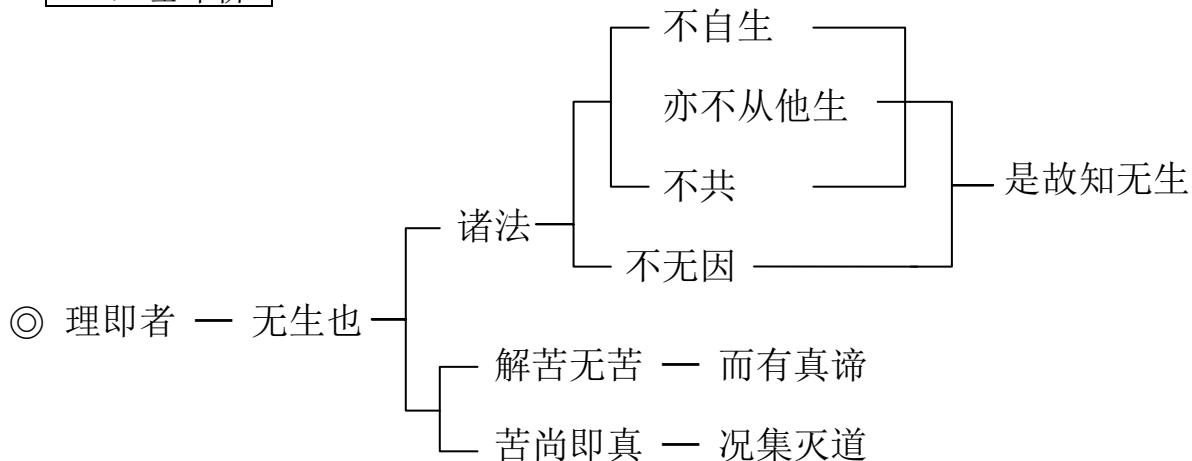 不自生
亦不从他生
不共
是故知无生
诸法
不无因
◎ 理即者 — 无生也
解苦无苦 — 而有真谛
苦尚即真 — 况集灭道